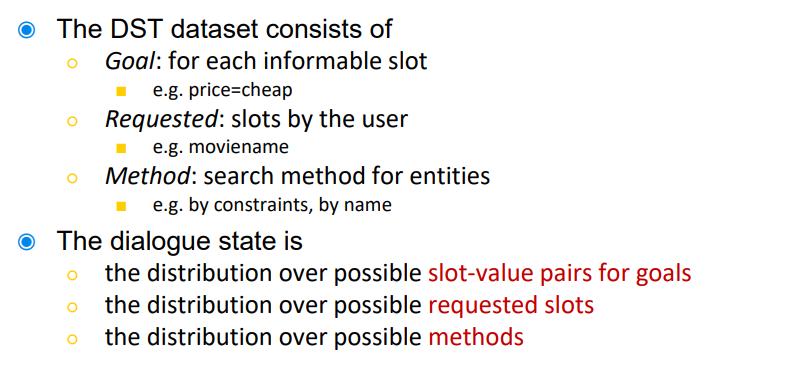 The DST dataset consists of
Goal: for each informable slot
e.g. price=cheap
Requested: slots by the user
e.g. moviename
Method: search method for entities
e.g. by constraints, by name
The dialogue state is
the distribution over possible slot-value pairs for goals
the distribution over possible requested slots
the distribution over possible methods